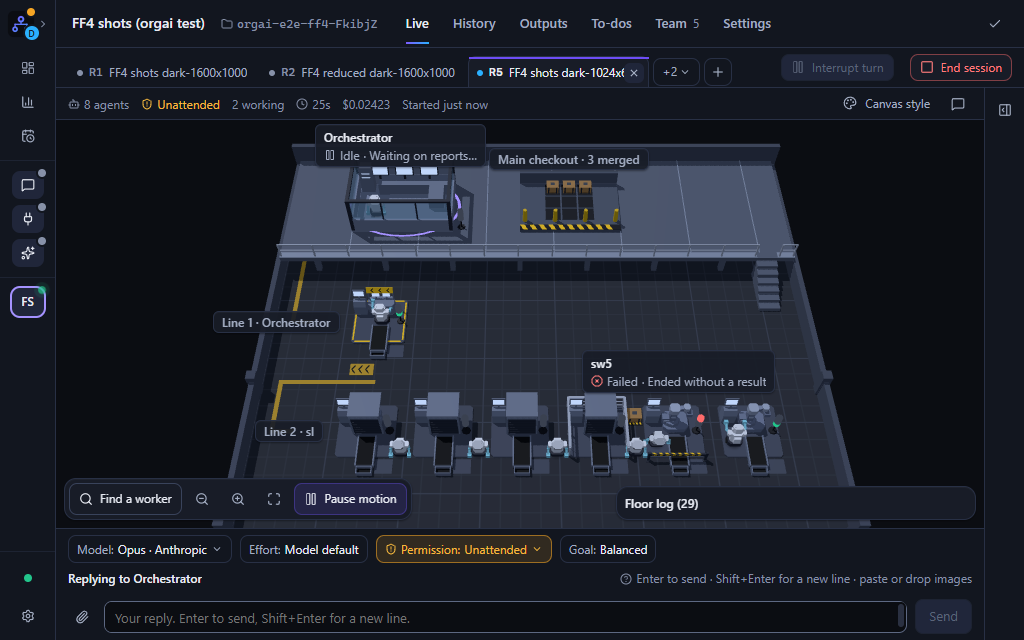 FF4 shots (orgai test)
orgai-e2e-ff4-FkibjZ
Live
History
Outputs
To-dos
Team 5
Settings
D
R1 FF4 shots dark-1600x1000
R2 FF4 reduced dark-1600x1000
R5 FF4 shots dark-1024x6
+2
Interrupt turn
End session
8 agents
Unattended
2 working
25s
$0.02423
Started just now
Canvas style
FS
Orchestrator
Idle · Waiting on reports...
Main checkout · 3 merged
Line 1 · Orchestrator
sw5
Failed · Ended without a result
Line 2 · sl
Find a worker
Pause motion
Floor log (29)
Model: Opus · Anthropic
Effort: Model default
Permission: Unattended
Goal: Balanced
Replying to Orchestrator
Enter to send · Shift+Enter for a new line · paste or drop images
Your reply. Enter to send, Shift+Enter for a new line.
Send